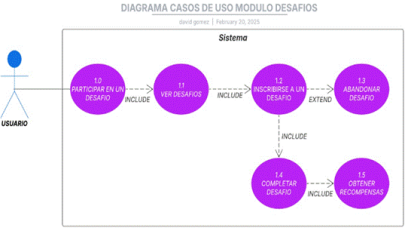 DIAGRAMA CASOS DE USO MODULO DESAFIOS
david gomez | February 20, 2025
Sistema
1.0
PARTICIPAR EN UN
DESAFIO
INCLUDE
1.1
VER DESAFIOS
INCLUDE
1.2
INSCRIBIRSE A UN
DESAFIO
EXTEND
1.3
ABANDONAR
DESAFIO
USUARIO
INCLUDE
1.4
COMPLETAR
DESAFIO
INCLUDE
1.5
OBTENER
RECOMPENSAS